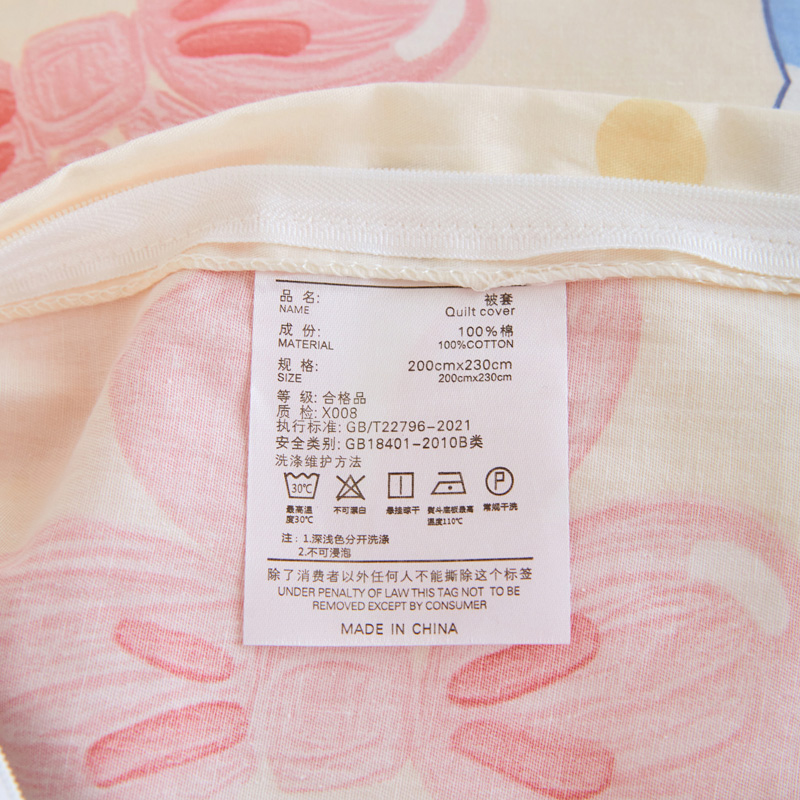 品 名: 被套
NAME Quilt cover
成 份: 100%棉
MATERIAL 100%COTTON
规 格: 200cmx230cm
SIZE 200cmx230cm
等 级: 合格品
质 检: X008
执行标准: GB/T22796-2021
安全类别: GB18401-2010B类
洗涤维护方法
30℃ P
最高温 不可漂白 悬挂晾干 熨斗底板最高 常规干洗
度30℃ 温度110℃
注: 1.深浅色分开洗涤
2.不可浸泡
除了消费者以外任何人不能撕除这个标签
UNDER PENALTY OF LAW THIS TAG NOT TO BE
REMOVED EXCEPT BY CONSUMER
MADE IN CHINA